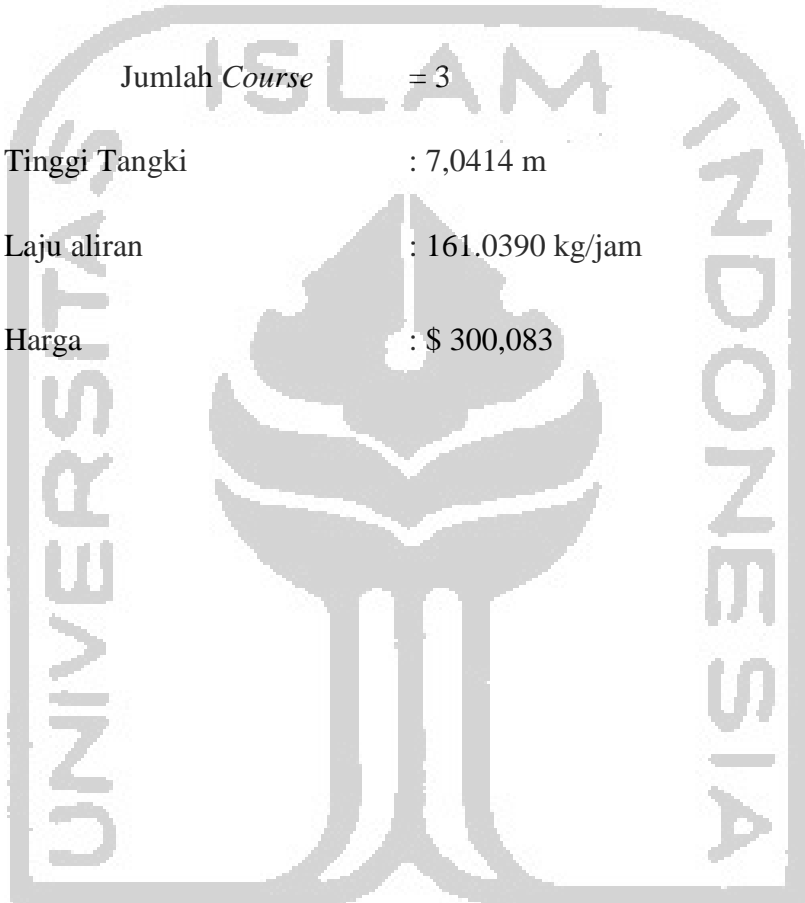 ISLAM
UNIVERSITAS
INDONESIA
Jumlah Course = 3
Tinggi Tangki : 7,0414 m
Laju aliran : 161.0390 kg/jam
Harga : $ 300,083